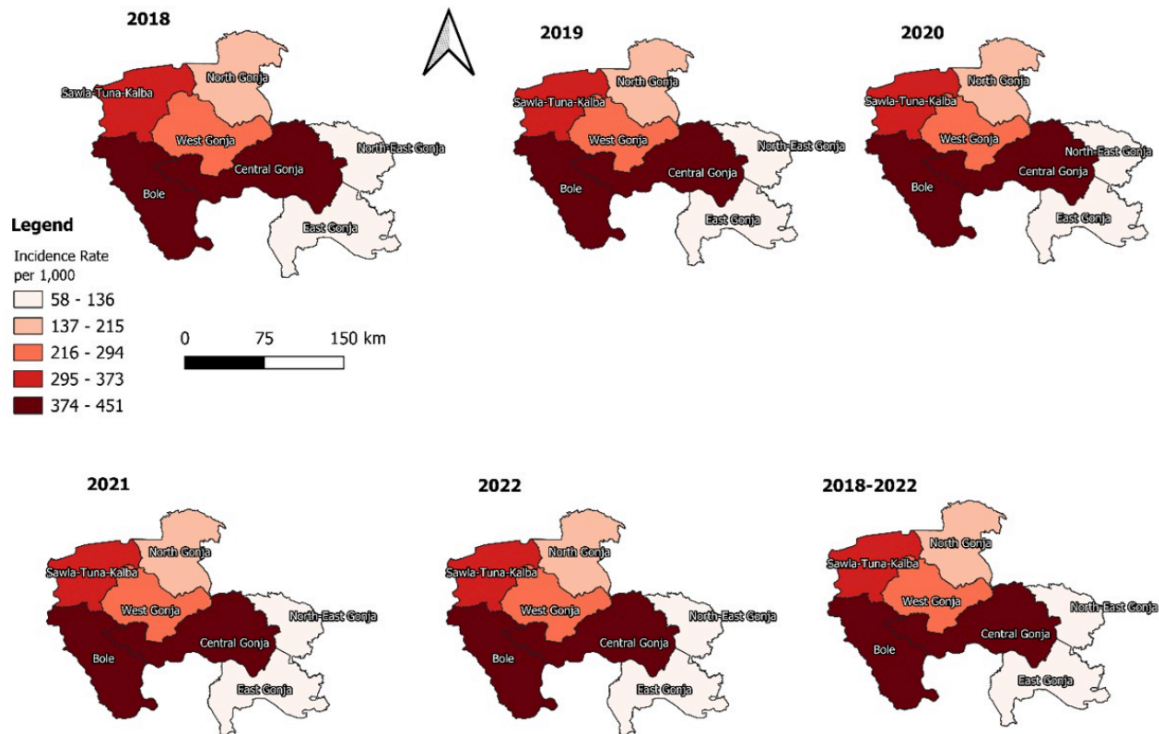 2018
Sawla-Tuna-Kalba
North Gonja
West Gonja
North-East Gonja
Central Gonja
Bole
East Gonja
2019
North Gonja
Sawla-Tuna-Kalba
West Gonja
North-East Gonja
Central Gonja
Bole
East Gonja
2020
North Gonja
Sawla-Tuna-Kalba
West Gonja
North-East Gonja
Central Gonja
Bole
East Gonja
Legend
Incidence Rate
per 1,000
58 - 136
137 - 215
216 - 294
295 - 373
374 - 451
0 75 150 km
2021
North Gonja
Sawla-Tuna-Kalba
West Gonja
North-East Gonja
Central Gonja
Bole
East Gonja
2022
North Gonja
Sawla-Tuna-Kalba
West Gonja
North-East Gonja
Central Gonja
Bole
East Gonja
2018-2022
North Gonja
Sawla-Tuna-Kalba
West Gonja
North-East Gonja
Central Gonja
Bole
East Gonja